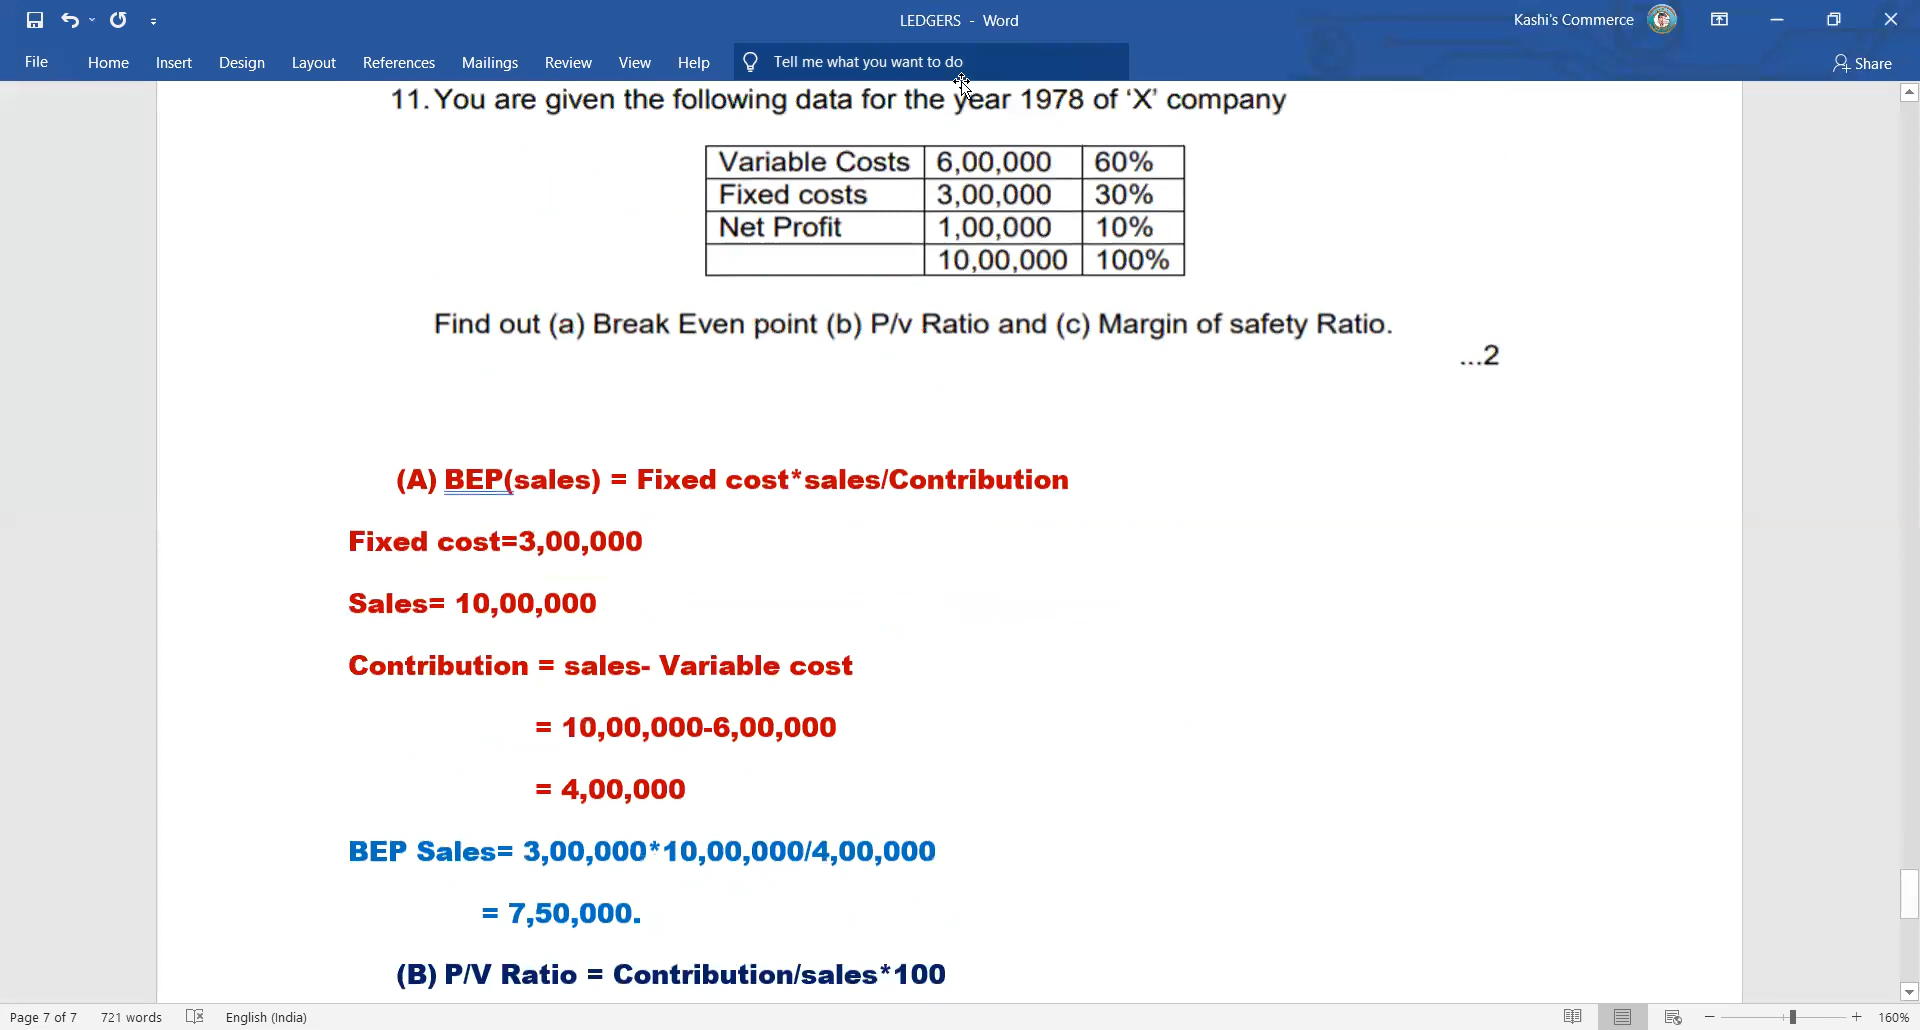 LEDGERS - Word
Kashi's Commerce
File Home Insert Design Layout References Mailings Review View Help Tell me what you want to do Share
11. You are given the following data for the year 1978 of ‘X’ company
Variable Costs 6,00,000 60%
Fixed costs 3,00,000 30%
Net Profit 1,00,000 10%
10,00,000 100%
Find out (a) Break Even point (b) P/v Ratio and (c) Margin of safety Ratio.
...2
(A) BEP(sales) = Fixed cost*sales/Contribution
Fixed cost=3,00,000
Sales= 10,00,000
Contribution = sales- Variable cost
= 10,00,000-6,00,000
= 4,00,000
BEP Sales= 3,00,000*10,00,000/4,00,000
= 7,50,000.
(B) P/V Ratio = Contribution/sales*100
Page 7 of 7 721 words English (India) 160%